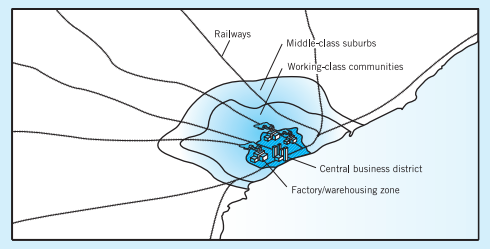 Railways
Middle-class suburbs
Working-class communities
Central business district
Factory/warehousing zone